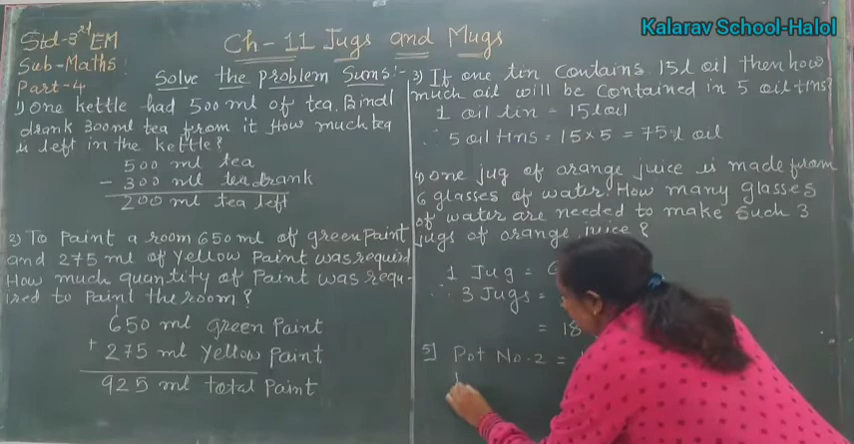 Kalarav School-Halol
Std-3rd EM
Sub-Maths
Part-4
Ch-11 Jugs and Mugs
Solve the problem Sums:-
1) One kettle had 500 ml of tea. Bindi
drank 300ml tea from it How much tea
is left in the kettle?
500 ml tea
- 300 ml tea drank
200 ml tea left
2) To Paint a room 650 ml of green Paint
and 275 ml of Yellow Paint was required
How much quantity of Paint was requ-
ired to paint the room?
650 ml green Paint
+ 275 ml Yellow Paint
925 ml total Paint
3) If one tin contains 15l oil then how
much oil will be contained in 5 oil tins?
1 oil tin = 15l oil
∴ 5 oil tins = 15 x 5 = 75 l oil
4) One jug of orange juice is made from
6 glasses of water. How many glasses
of water are needed to make such 3
jugs of orange juice?
1 Jug =
∴ 3 Jugs =
= 18
5] Pot No-2 =